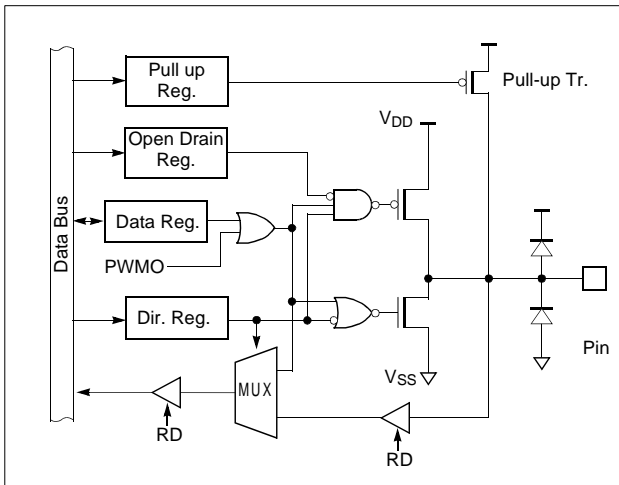 Pull up
Reg.
Pull-up Tr.
VDD
Open Drain
Reg.
Data Bus
Data Reg.
PWMO
Dir. Reg.
VSS
Pin
MUX
RD
RD